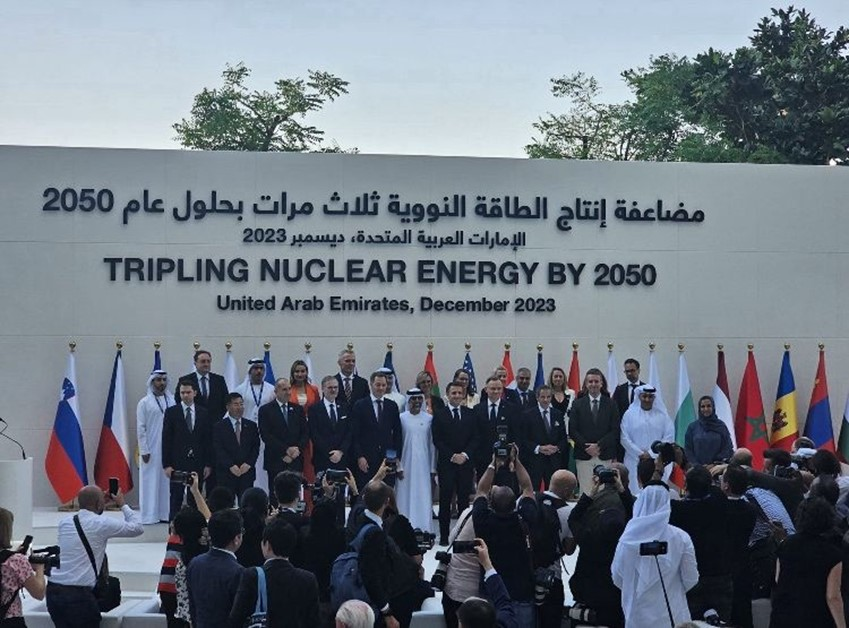 مضاعفة إنتاج الطاقة النووية ثلاث مرات بحلول عام 2050
الإمارات العربية المتحدة، ديسمبر 2023
TRIPLING NUCLEAR ENERGY BY 2050
United Arab Emirates, December 2023